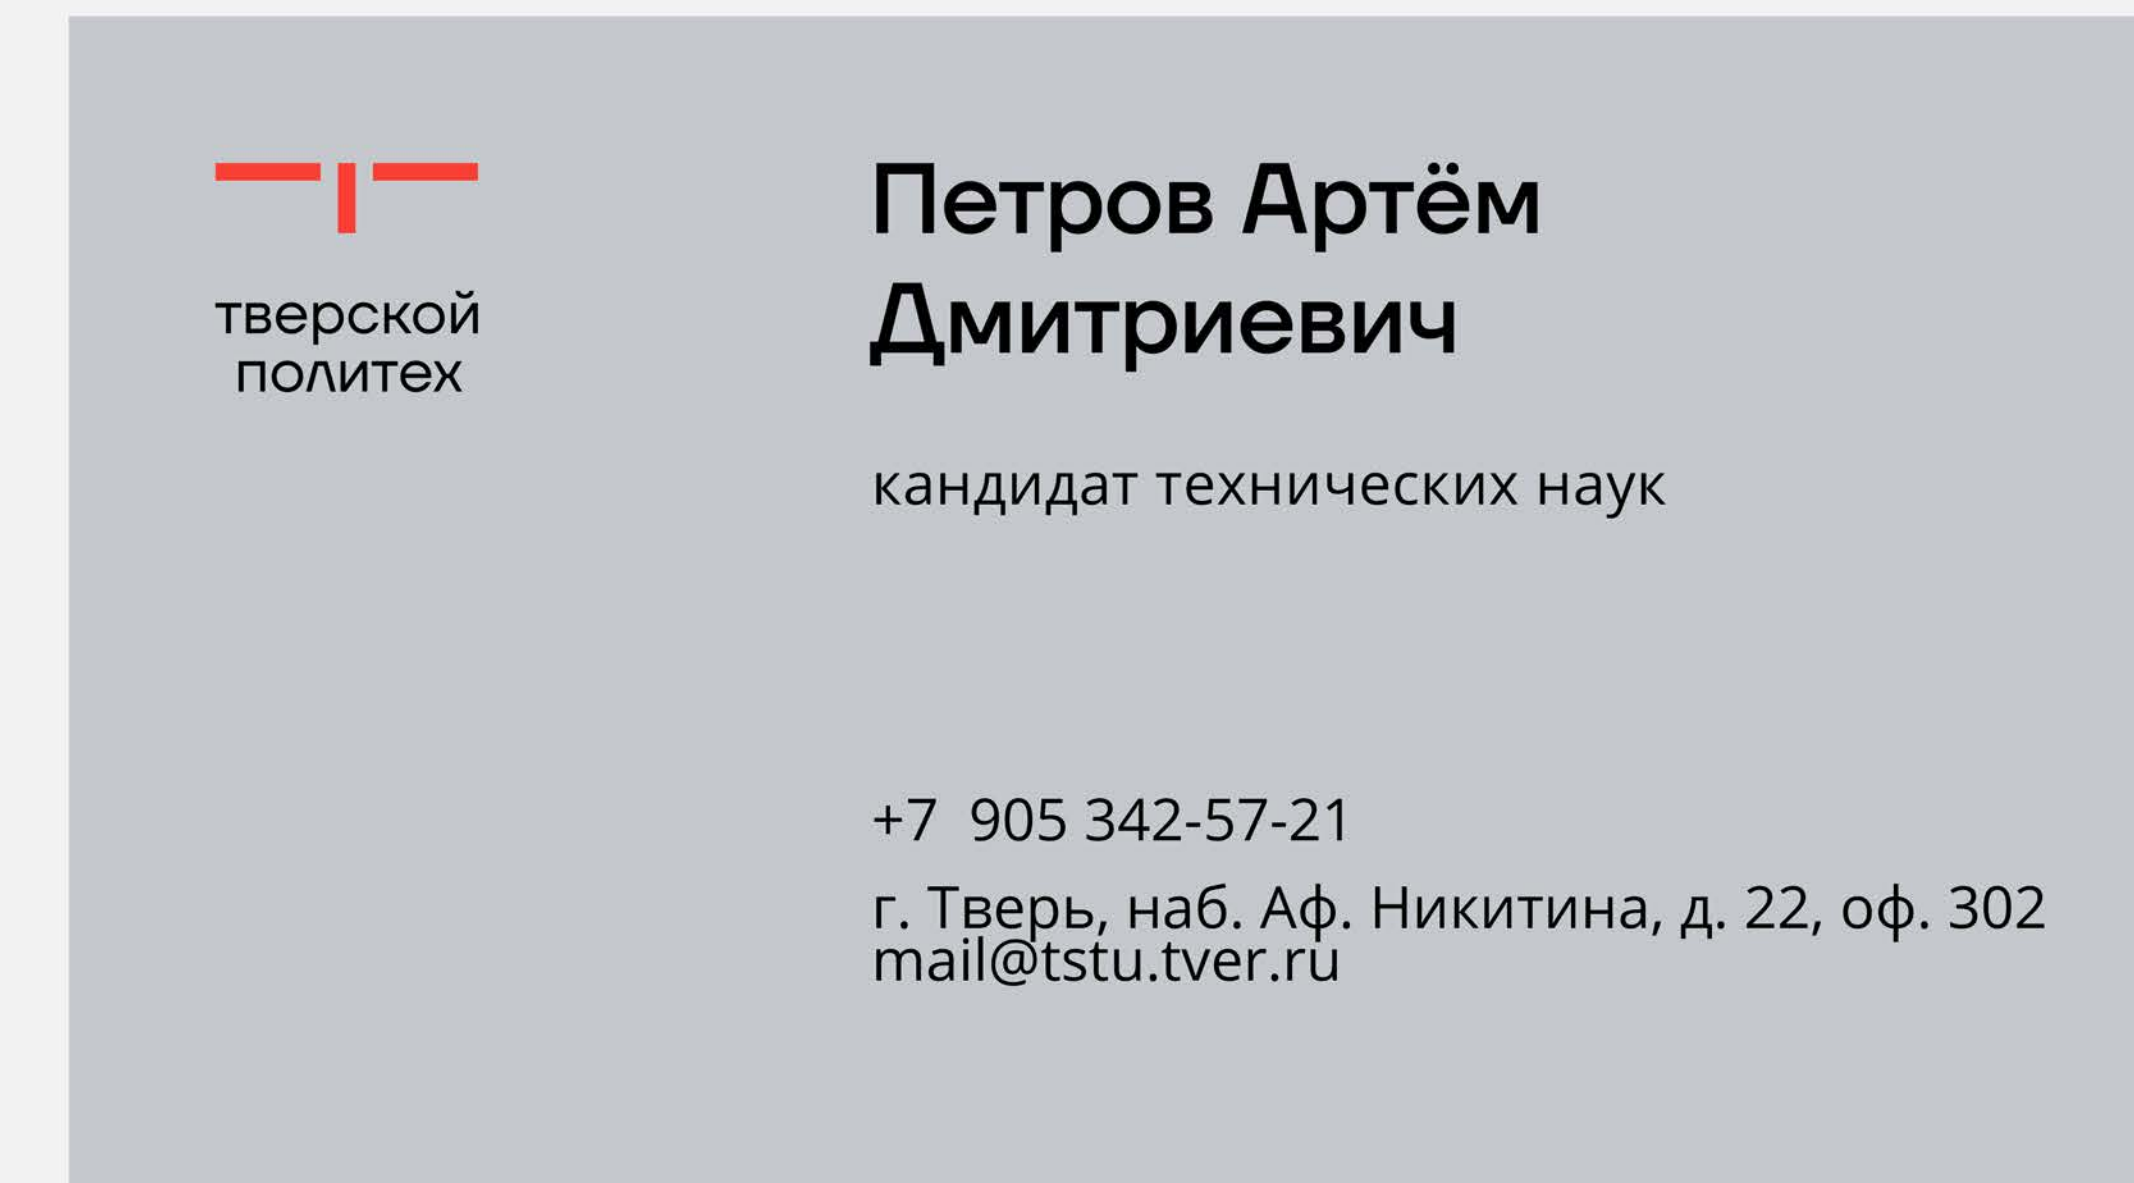 тверской
политех
Петров Артём
Дмитриевич
кандидат технических наук
+7  905 342-57-21
г. Тверь, наб. Аф. Никитина, д. 22, оф. 302
mail@tstu.tver.ru